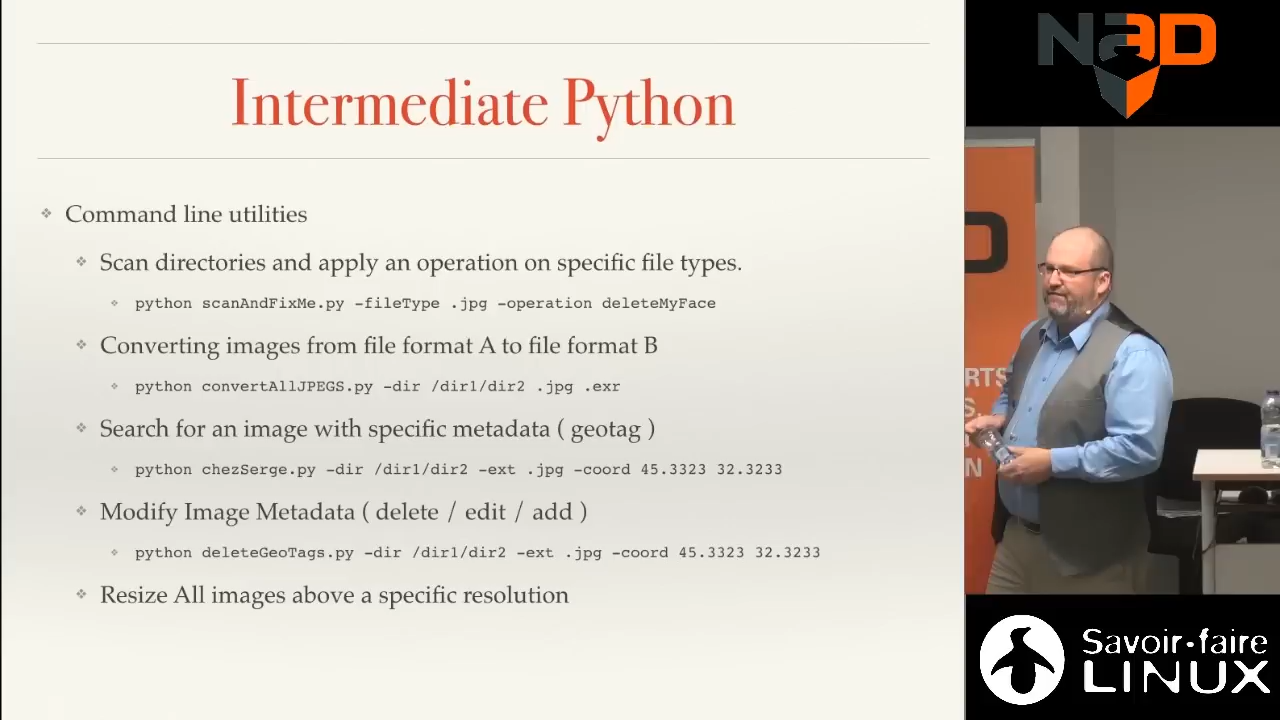 Intermediate Python
Command line utilities
Scan directories and apply an operation on specific file types.
python scanAndFixMe.py -fileType .jpg -operation deleteMyFace
Converting images from file format A to file format B
python convertAllJPEGS.py -dir /dir1/dir2 .jpg .exr
Search for an image with specific metadata ( geotag )
python chezSerge.py -dir /dir1/dir2 -ext .jpg -coord 45.3323 32.3233
Modify Image Metadata ( delete / edit / add )
python deleteGeoTags.py -dir /dir1/dir2 -ext .jpg -coord 45.3323 32.3233
Resize All images above a specific resolution
NAD
RTS
S,
N
Savoir-faire
LINUX